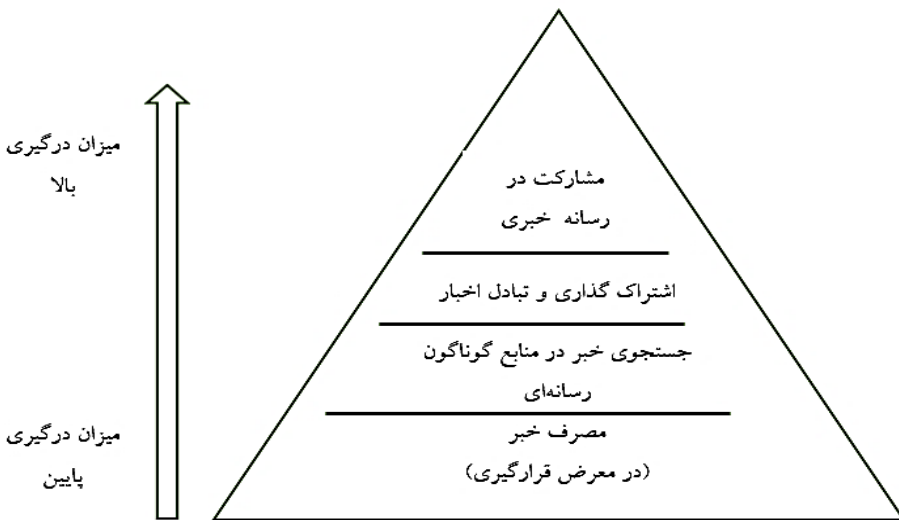 میزان درگیری
بالا
مشارکت در
رسانه خبری
اشتراک گذاری و تبادل اخبار
جستجوی خبر در منابع گوناگون
رسانه‌ای
میزان درگیری
پایین
مصرف خبر
(در معرض قرارگیری)